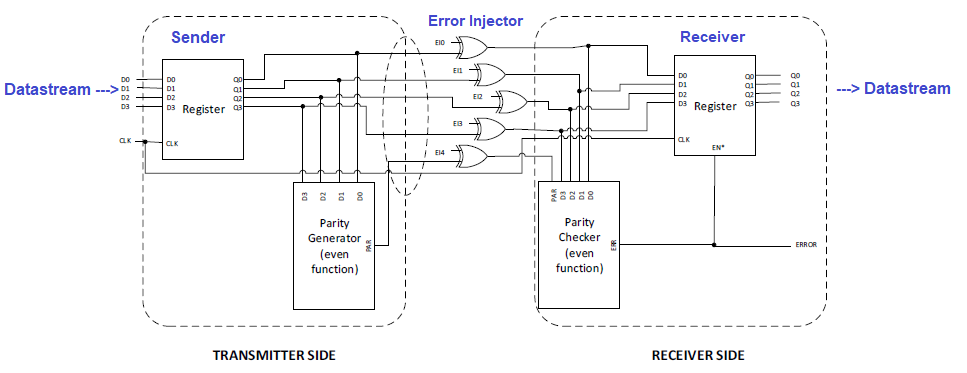 Error Injector
Sender
Receiver
EI0
EI1
EI2
EI3
EI4
Datastream --->
D0
D1
D2
D3
CLK
D0
D1
D2
D3
CLK
Register
Q0
Q1
Q2
Q3
D0
D1
D2
D3
CLK
Register
EN*
Q0
Q1
Q2
Q3
Q0
Q1
Q2
Q3
---> Datastream
D3
D2
D1
D0
Parity
Generator
(even
function)
PAR
PAR
D3
D2
D1
D0
Parity
Checker
(even
function)
ERR
ERROR
TRANSMITTER SIDE
RECEIVER SIDE